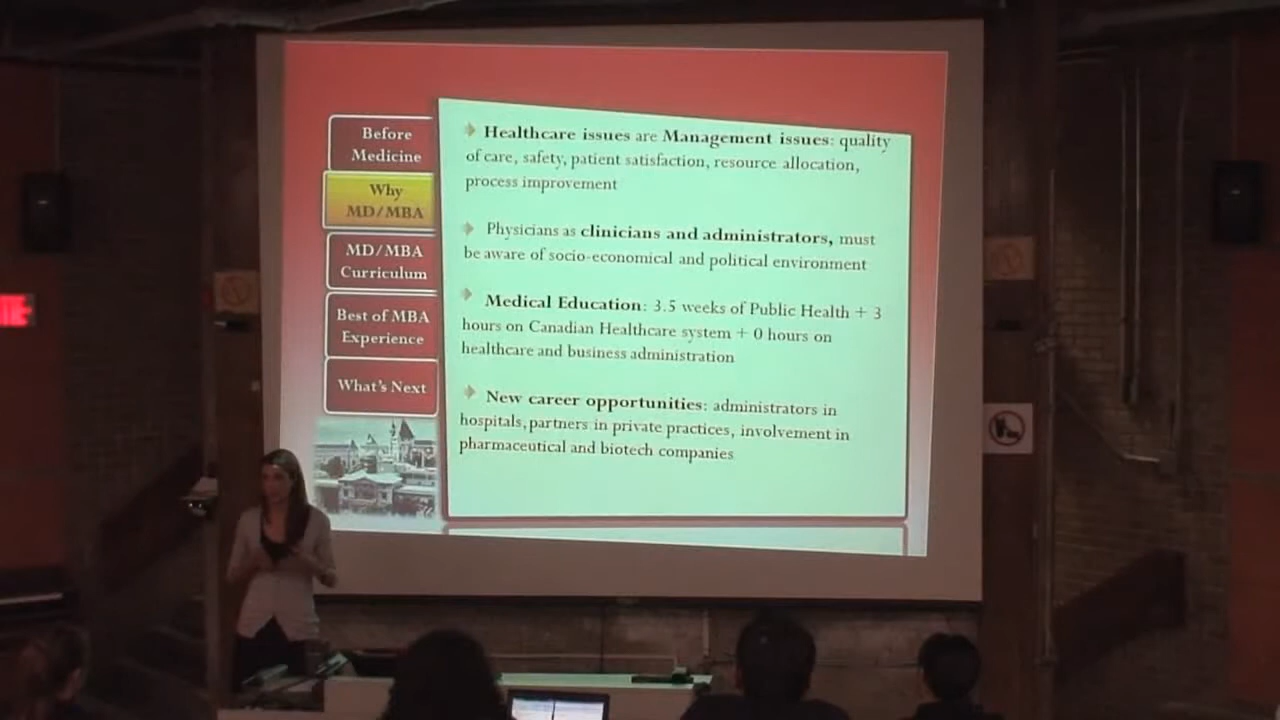 Before
Medicine
Why
MD/MBA
MD/MBA
Curriculum
Best of MBA
Experience
What's Next
Healthcare issues are Management issues: quality
of care, safety, patient satisfaction, resource allocation,
process improvement
Physicians as clinicians and administrators, must
be aware of socio-economical and political environment
Medical Education: 3.5 weeks of Public Health + 3
hours on Canadian Healthcare system + 0 hours on
healthcare and business administration
New career opportunities: administrators in
hospitals, partners in private practices, involvement in
pharmaceutical and biotech companies